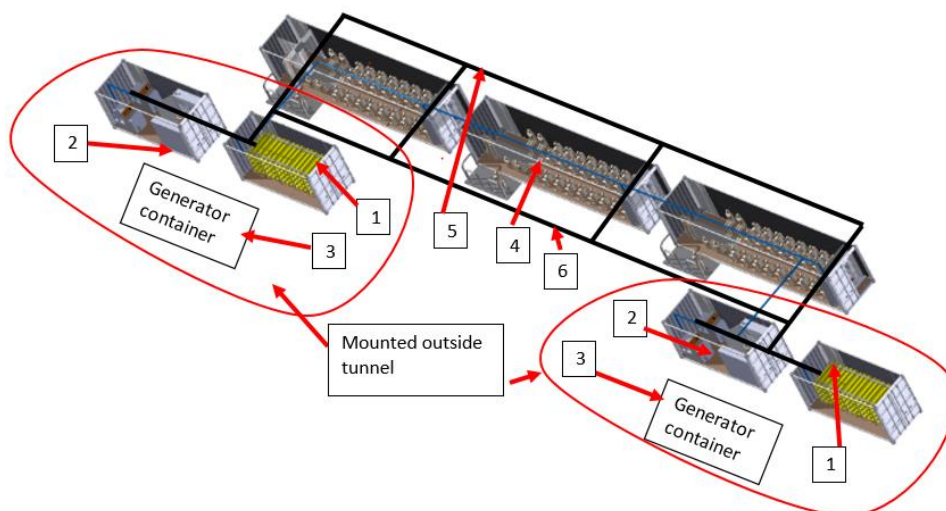 2
Generator
container
1
3
5
4
6
Mounted outside
tunnel
2
3
Generator
container
1